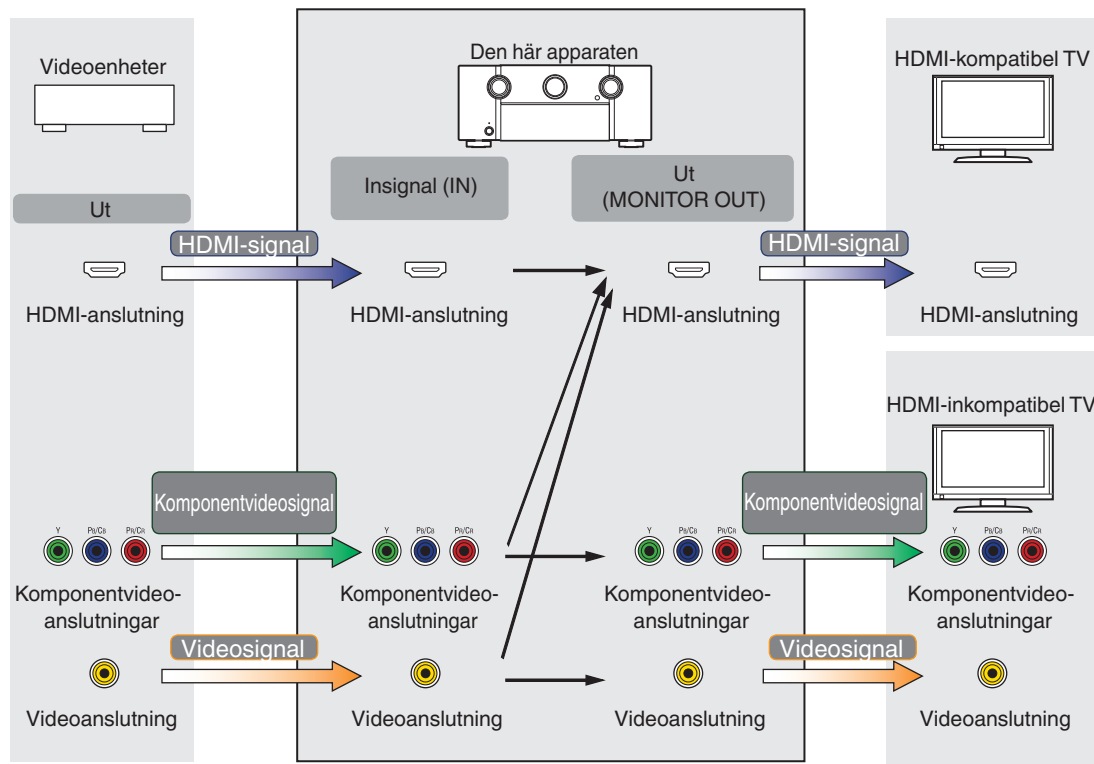 Videoenheter
Den här apparaten
HDMI-kompatibel TV
Ut
Insignal (IN)
Ut
(MONITOR OUT)
HDMI-signal
HDMI-signal
HDMI-anslutning
HDMI-anslutning
HDMI-anslutning
HDMI-anslutning
HDMI-inkompatibel TV
Komponentvideosignal
Komponentvideosignal
Y PB/CB PR/CR
Y PB/CB PR/CR
Y PB/CB PR/CR
Y PB/CB PR/CR
Komponentvideo-
anslutningar
Komponentvideo-
anslutningar
Komponentvideo-
anslutningar
Komponentvideo-
anslutningar
Videosignal
Videosignal
Videoanslutning
Videoanslutning
Videoanslutning
Videoanslutning